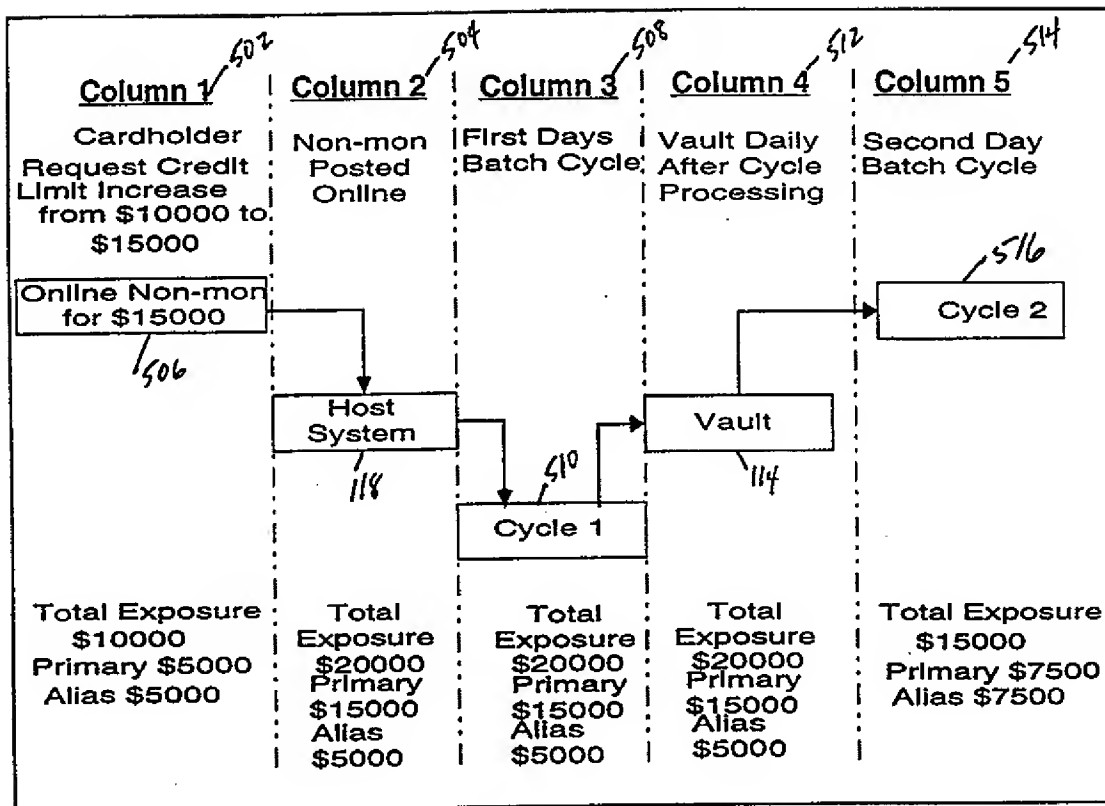 502
Column 1
Cardholder
Request Credit
Limit Increase
from $10000 to
$15000
Online Non-mon
for $15000
506
Total Exposure
$10000
Primary $5000
Alias $5000
504
Column 2
Non-mon
Posted
Online
Host
System
118
Total
Exposure
$20000
Primary
$15000
Alias
$5000
508
Column 3
First Days
Batch Cycle
510
Cycle 1
Total
Exposure
$20000
Primary
$15000
Alias
$5000
512
Column 4
Vault Daily
After Cycle
Processing
Vault
114
Total
Exposure
$20000
Primary
$15000
Alias
$5000
514
Column 5
Second Day
Batch Cycle
516
Cycle 2
Total Exposure
$15000
Primary $7500
Alias $7500